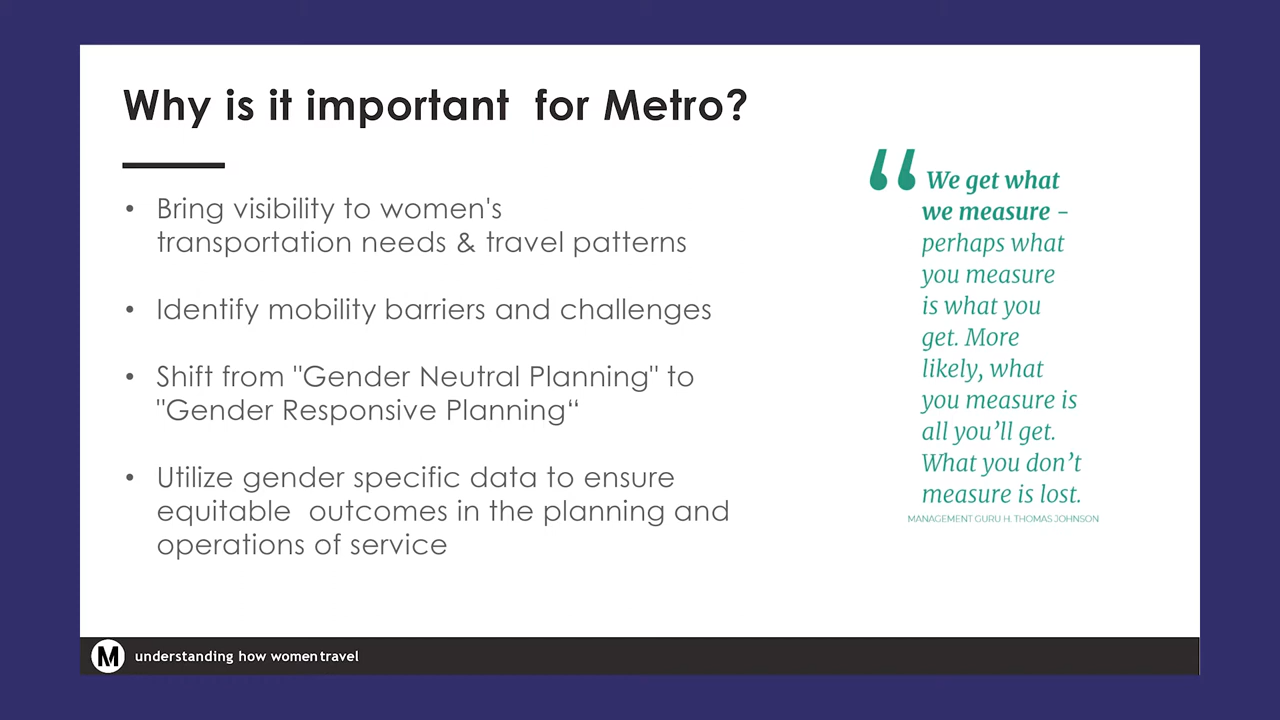 Why is it important  for Metro?
• Bring visibility to women's
transportation needs & travel patterns
• Identify mobility barriers and challenges
• Shift from "Gender Neutral Planning" to
"Gender Responsive Planning“
• Utilize gender specific data to ensure
equitable  outcomes in the planning and
operations of service
“ We get what
we measure –
perhaps what
you measure
is what you
get. More
likely, what
you measure is
all you’ll get.
What you don’t
measure is lost.
MANAGEMENT GURU H. THOMAS JOHNSON
M understanding how women travel